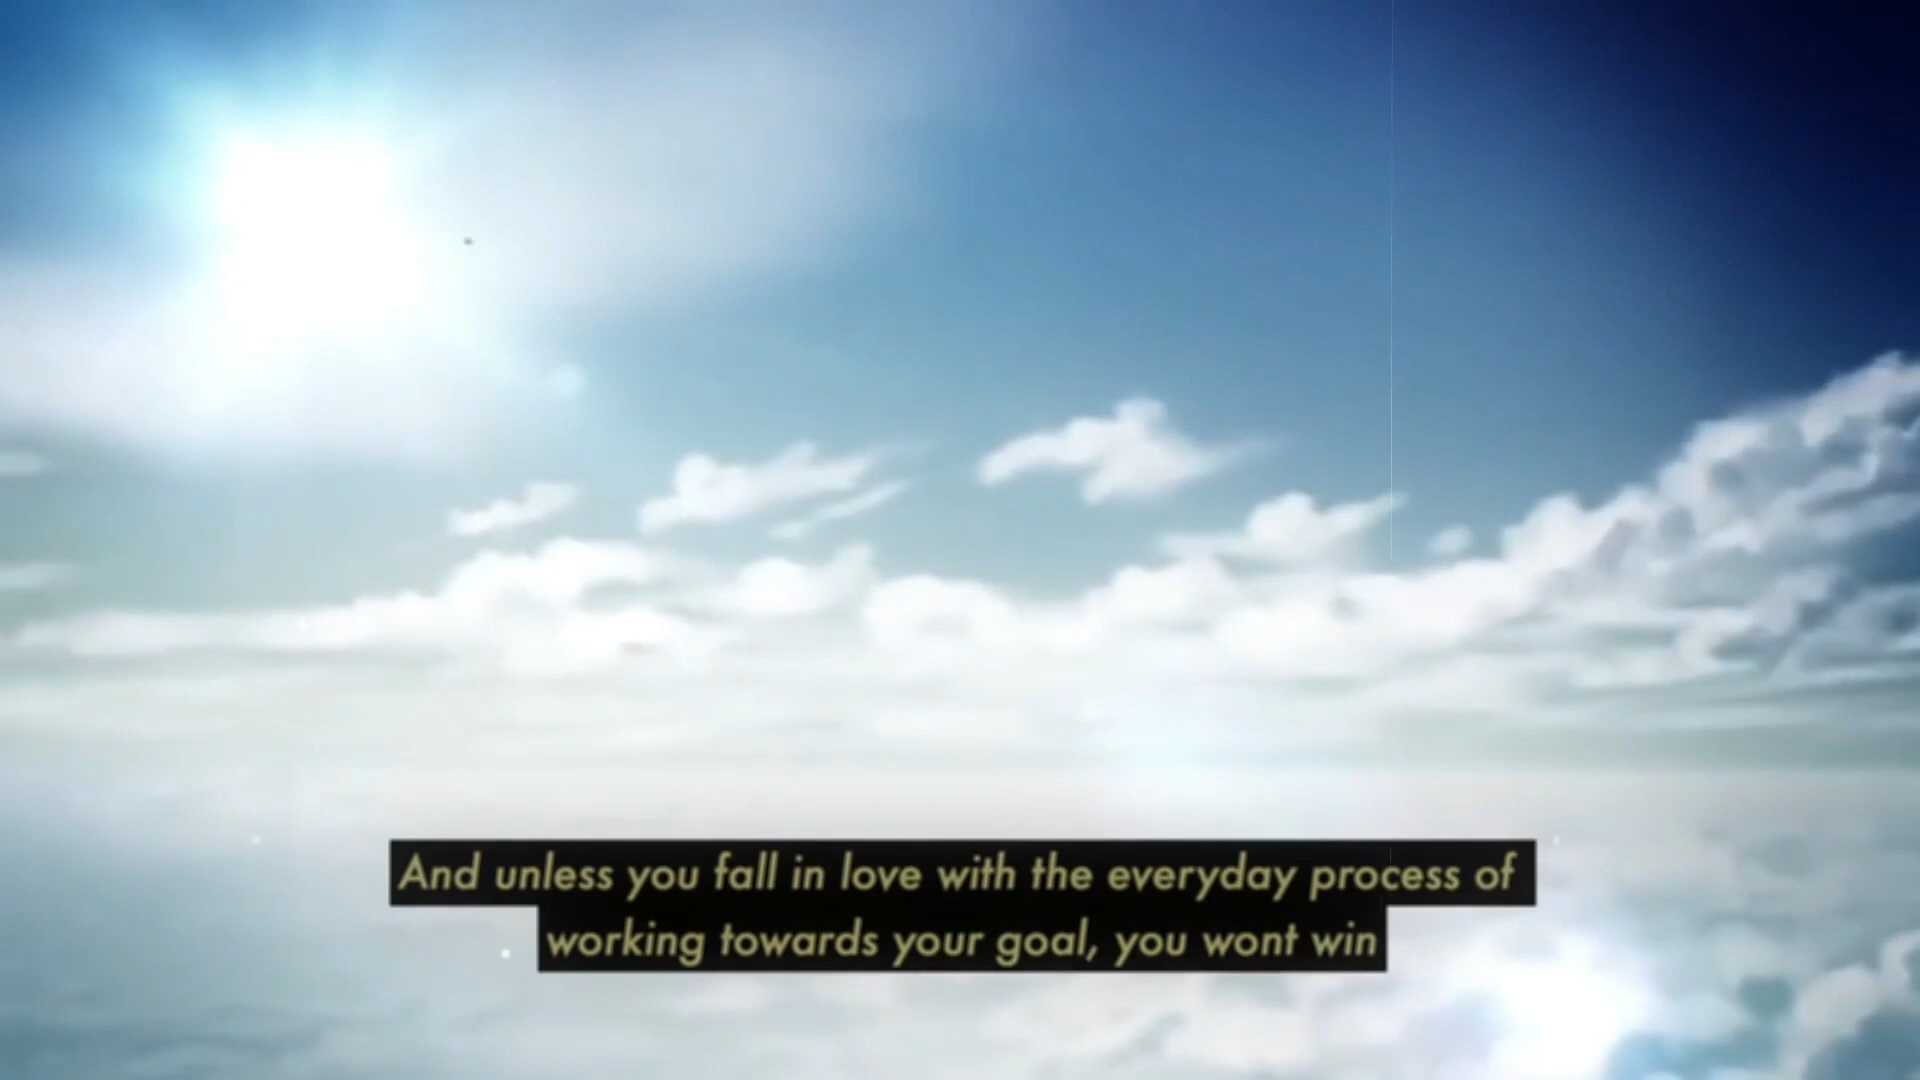 And unless you fall in love with the everyday process of
working towards your goal, you wont win